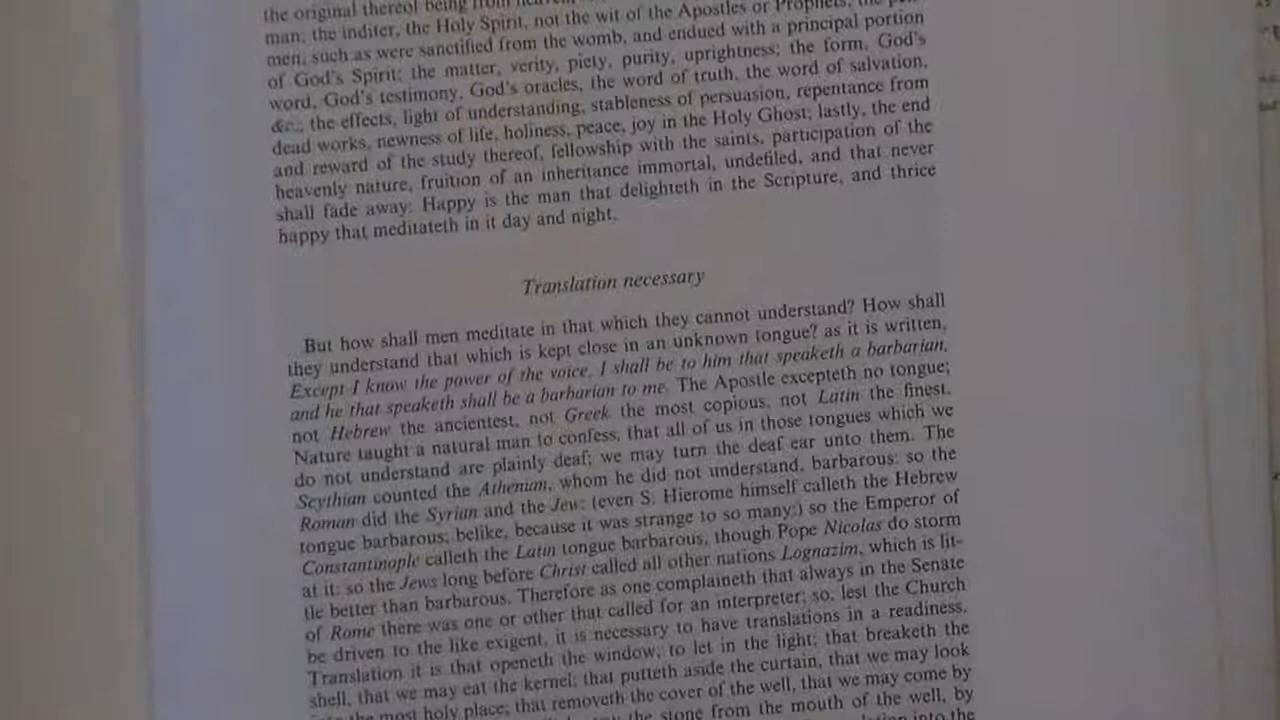 the original thereof being from heaven,
man; the inditer, the Holy Spirit, not the wit of the Apostles or Prophets; the
men, such as were sanctified from the womb, and endued with a principal portion
of God's Spirit; the matter, verity, piety, purity, uprightness; the form, God's
word, God's testimony, God's oracles, the word of truth, the word of salvation,
&c.; the effects, light of understanding, stableness of persuasion, repentance from
dead works, newness of life, holiness, peace, joy in the Holy Ghost; lastly, the end
and reward of the study thereof, fellowship with the saints, participation of the
heavenly nature, fruition of an inheritance immortal, undefiled, and that never
shall fade away: Happy is the man that delighteth in the Scripture, and thrice
happy that meditateth in it day and night.
Translation necessary
But how shall men meditate in that which they cannot understand? How shall
they understand that which is kept close in an unknown tongue? as it is written,
Except I know the power of the voice, I shall be to him that speaketh a barbarian,
and he that speaketh shall be a barbarian to me. The Apostle excepteth no tongue;
not Hebrew the ancientest, not Greek the most copious, not Latin the finest.
Nature taught a natural man to confess, that all of us in those tongues which we
do not understand are plainly deaf; we may turn the deaf ear unto them. The
Scythian counted the Athenian, whom he did not understand, barbarous: so the
Roman did the Syrian and the Jew: (even S. Hierome himself calleth the Hebrew
tongue barbarous; belike, because it was strange to so many:) so the Emperor of
Constantinople calleth the Latin tongue barbarous, though Pope Nicolas do storm
at it: so the Jews long before Christ called all other nations Lognazim, which is lit-
tle better than barbarous. Therefore as one complaineth that always in the Senate
of Rome there was one or other that called for an interpreter; so, lest the Church
be driven to the like exigent, it is necessary to have translations in a readiness.
Translation it is that openeth the window, to let in the light; that breaketh the
shell, that we may eat the kernel; that putteth aside the curtain, that we may look
into the most holy place; that removeth the cover of the well, that we may come by
the stone from the mouth of the well, by
into the